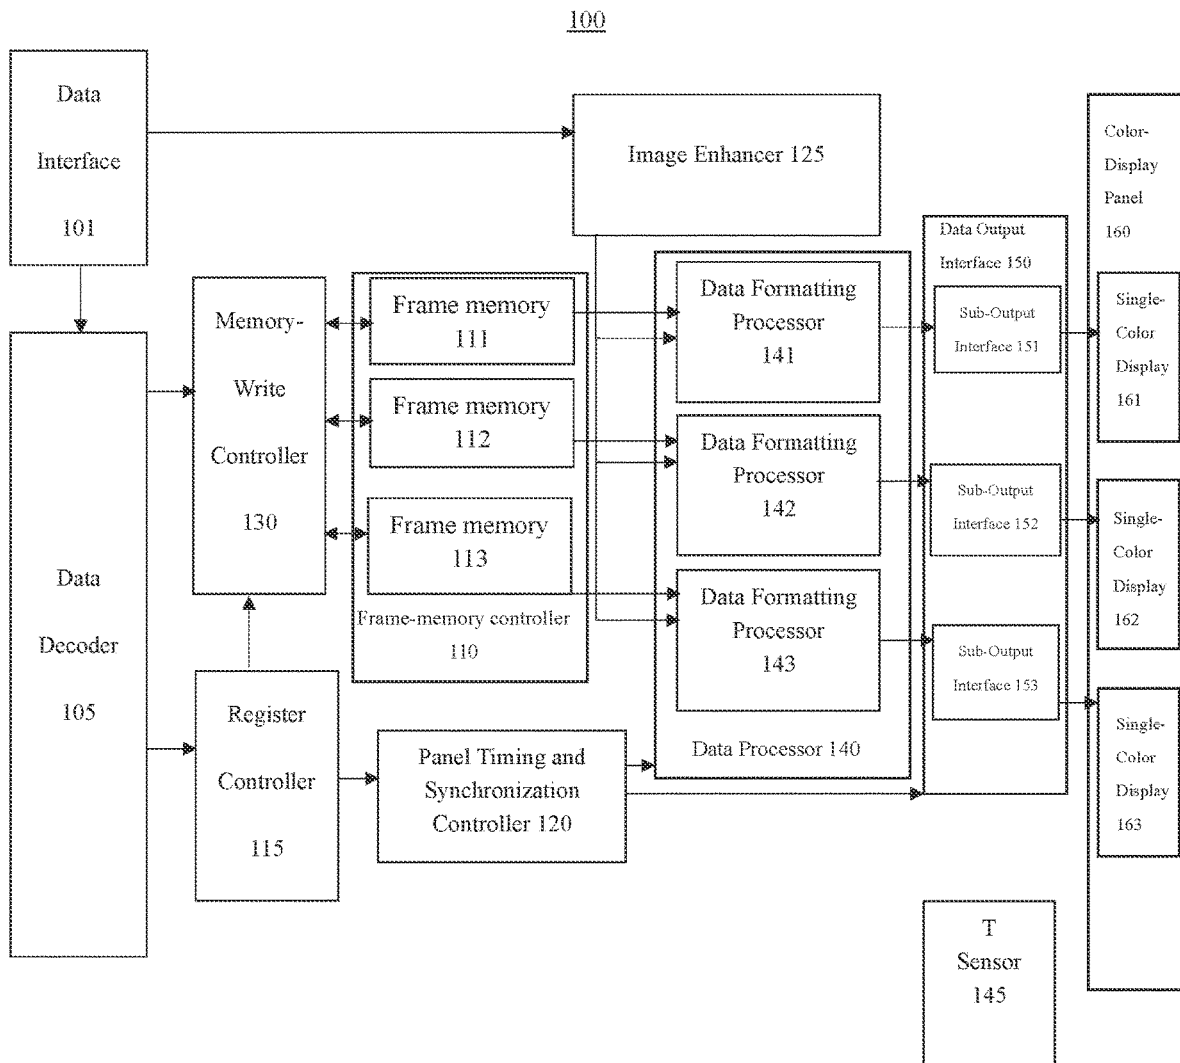 100
Data
Interface
101
Image Enhancer 125
Color-
Display
Panel
160
Data Output
Interface 150
Memory-
Write
Controller
130
Frame memory
111
Frame memory
112
Frame memory
113
Frame-memory controller
110
Data Formatting
Processor
141
Data Formatting
Processor
142
Data Formatting
Processor
143
Data Processor 140
Sub-Output
Interface 151
Sub-Output
Interface 152
Sub-Output
Interface 153
Single-
Color
Display
161
Single-
Color
Display
162
Single-
Color
Display
163
Data
Decoder
105
Register
Controller
115
Panel Timing and
Synchronization
Controller 120
T
Sensor
145